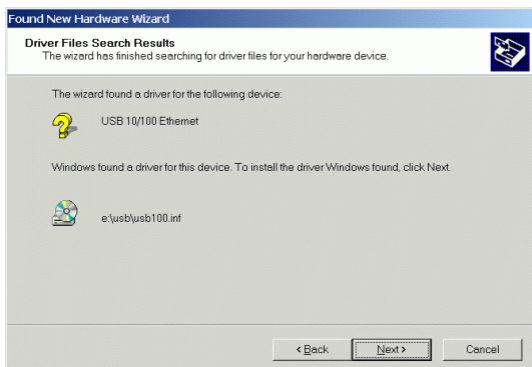 Found New Hardware Wizard
Driver Files Search Results
The wizard has finished searching for driver files for your hardware device.
The wizard found a driver for the following device:
USB 10/100 Ethernet
Windows found a driver for this device. To install the driver Windows found, click Next.
e:\usb\usb100.inf
< Back
Next >
Cancel